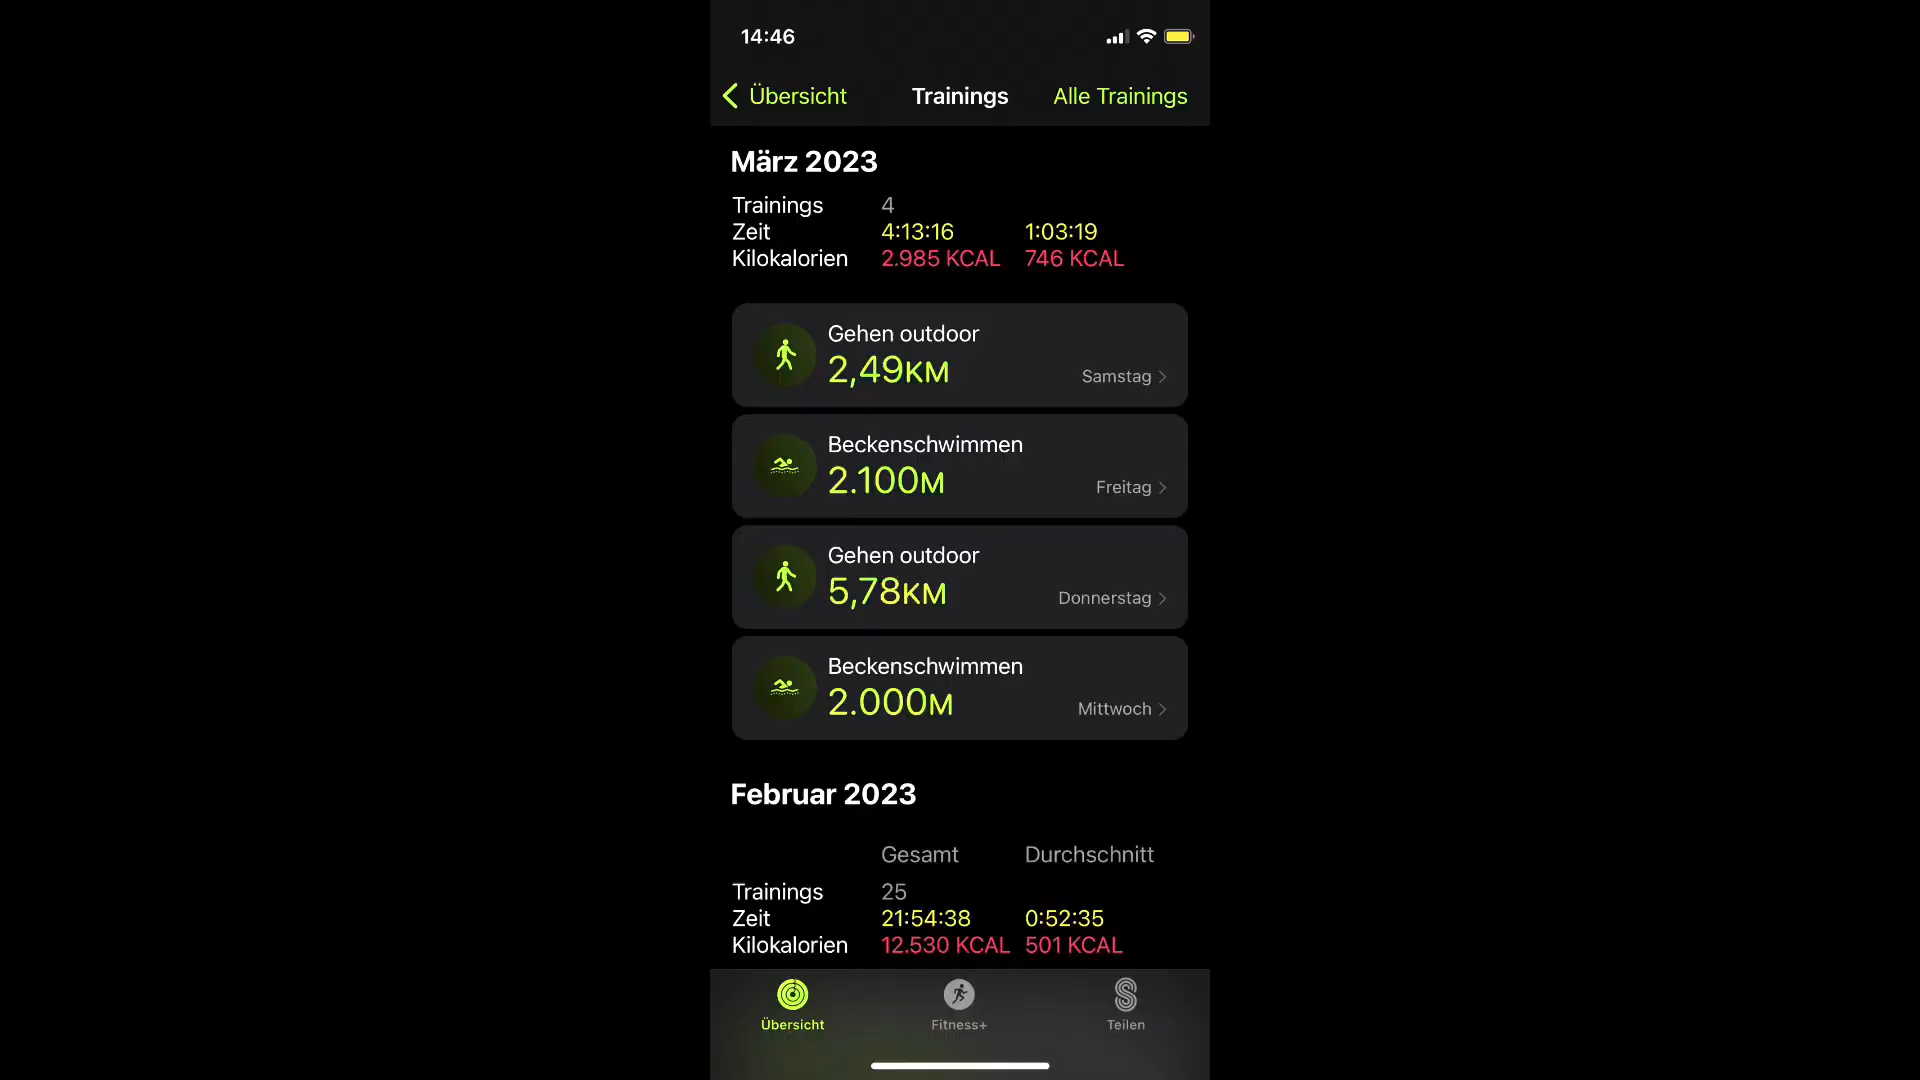 14:46
Übersicht Trainings Alle Trainings
März 2023
Trainings 4
Zeit 4:13:16 1:03:19
Kilokalorien 2.985 KCAL 746 KCAL
Gehen outdoor
2,49KM
Samstag
Beckenschwimmen
2.100M
Freitag
Gehen outdoor
5,78KM
Donnerstag
Beckenschwimmen
2.000M
Mittwoch
Februar 2023
Gesamt Durchschnitt
Trainings 25
Zeit 21:54:38 0:52:35
Kilokalorien 12.530 KCAL 501 KCAL
Übersicht Fitness+ Teilen